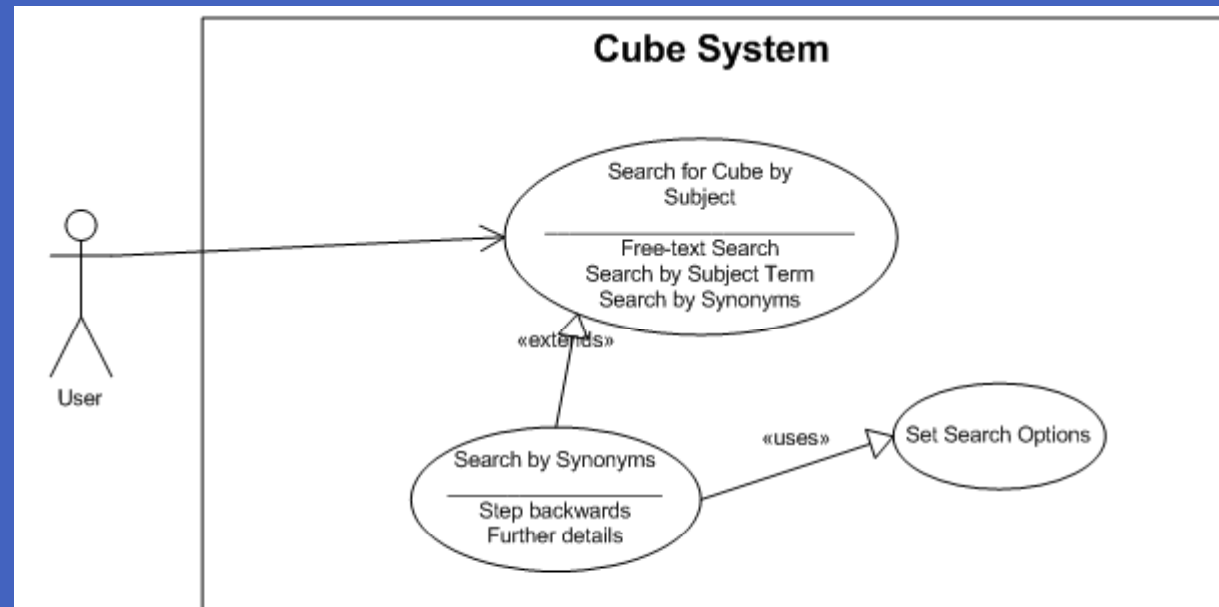 Cube System
Search for Cube by
Subject
Free-text Search
Search by Subject Term
Search by Synonyms
«extends»
User
Search by Synonyms
Step backwards
Further details
«uses»
Set Search Options